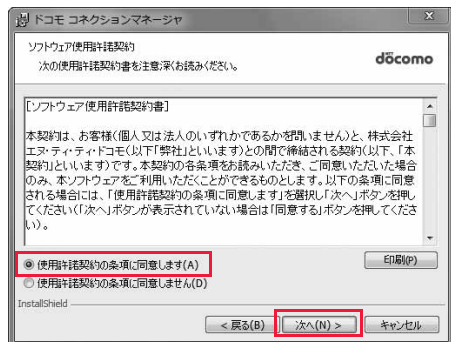 ドコモ コネクションマネージャ
ソフトウェア使用許諾契約
次の使用許諾契約書を注意深くお読みください。
döcomo
[ソフトウェア使用許諾契約書]
本契約は、お客様(個人又は法人のいずれかであるかを問いません)と、株式会社
エヌ・ティ・ティ・ドコモ(以下「弊社」といいます)との間で締結される契約(以下、「本
契約」といいます)です。本契約の各条項をお読みいただき、ご同意いただいた場合
のみ、本ソフトウェアをご利用いただくことができるものとします。以下の条項に同意
される場合には、「使用許諾契約の条項に同意します」を選択し「次へ」ボタンを押し
てください(「次へ」ボタンが表示されていない場合は「同意する」ボタンを押してくださ
い)。
使用許諾契約の条項に同意します(A)
印刷(P)
使用許諾契約の条項に同意しません(D)
InstallShield
< 戻る(B)
次へ(N) >
キャンセル